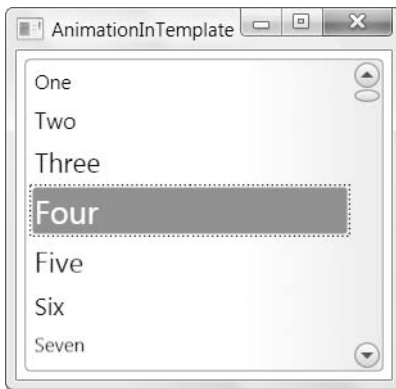 AnimationInTemplate
One
Two
Three
Four
Five
Six
Seven